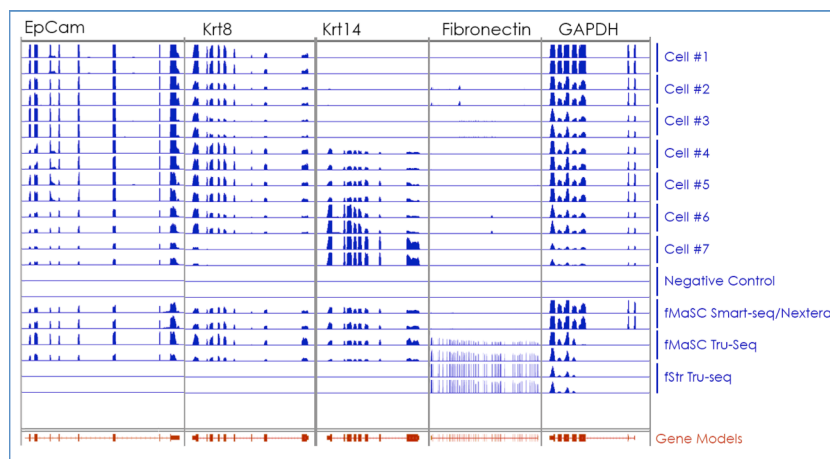 EpCam Krt8 Krt14 Fibronectin GAPDH
Cell #1
Cell #2
Cell #3
Cell #4
Cell #5
Cell #6
Cell #7
Negative Control
fMaSC Smart-seq/Nextera
fMaSC Tru-Seq
fStr Tru-seq
Gene Models